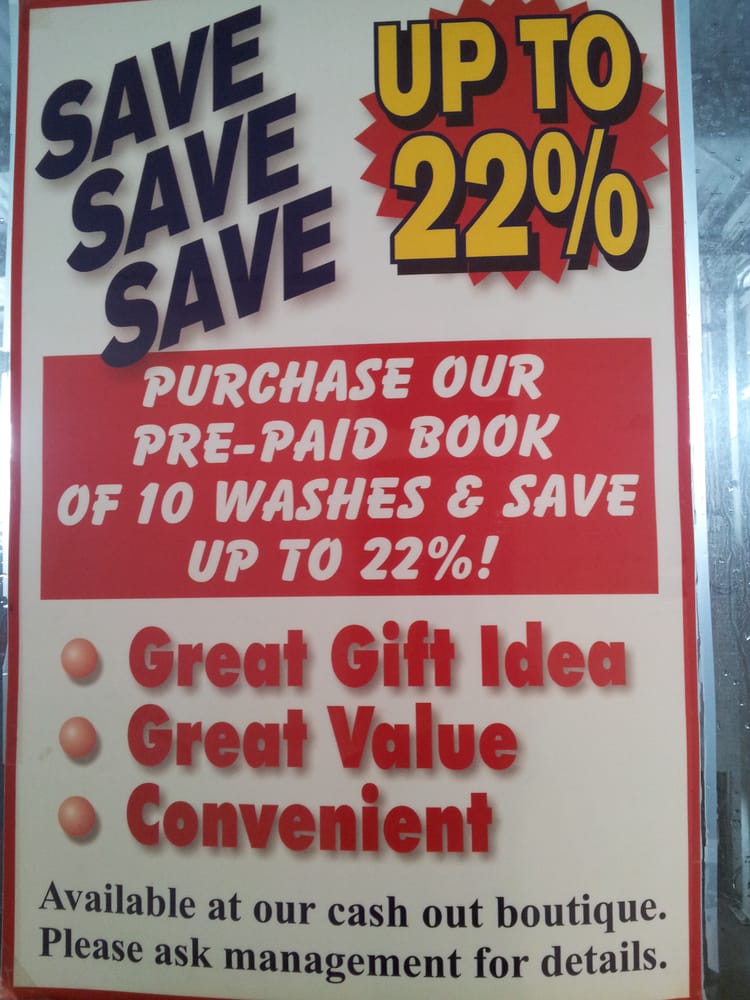 SAVE
SAVE
SAVE
UP TO
22%
PURCHASE OUR
PRE-PAID BOOK
OF 10 WASHES & SAVE
UP TO 22%!
Great Gift Idea
Great Value
Convenient
Available at our cash out boutique.
Please ask management for details.